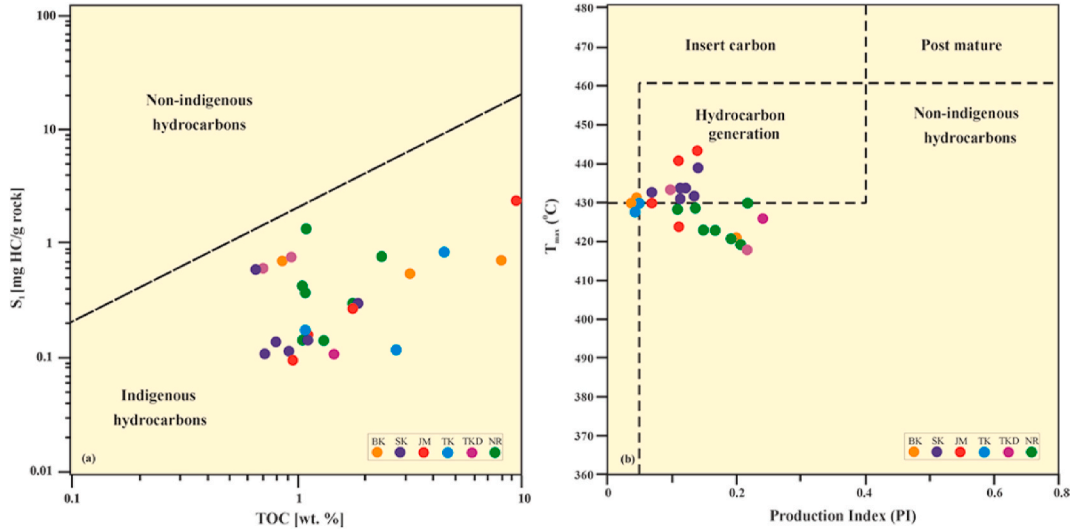 100
10
1
0.1
0.01
S₁ [mg HC/g rock]
Non-indigenous
hydrocarbons
Indigenous
hydrocarbons
(a)
BK SK JM TK TKD NR
0.1 1 10
TOC [wt. %]
480
470
460
450
440
430
420
410
400
390
380
370
360
Tmax (⁰C)
Insert carbon
Post mature
Hydrocarbon
generation
Non-indigenous
hydrocarbons
(b)
BK SK JM TK TKD NR
0 0.2 0.4 0.6 0.8
Production Index (PI)